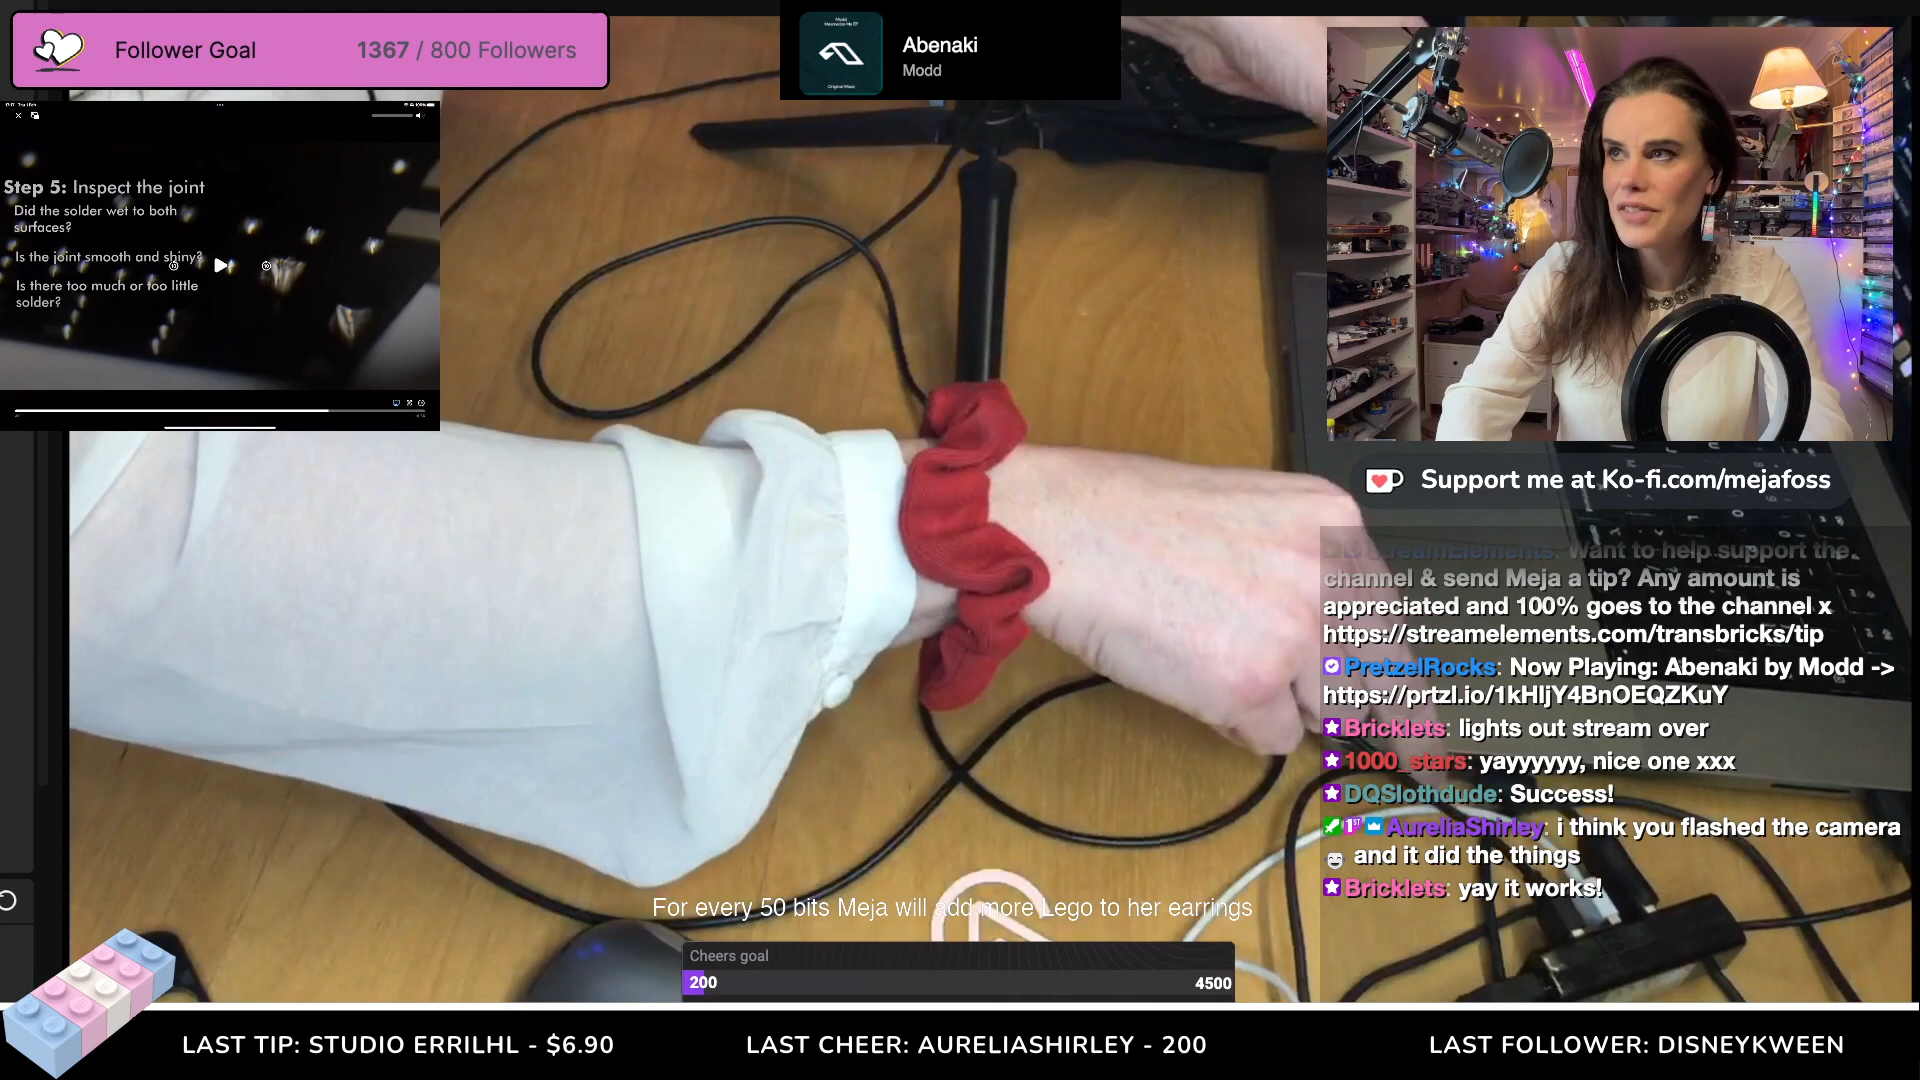 Follower Goal
1367 / 800 Followers
Abenaki
Modd
Step 5: Inspect the joint
Did the solder wet to both
surfaces?
Is the joint smooth and shiny?
Is there too much or too little
solder?
Support me at Ko-fi.com/mejafoss
StreamElements: Want to help support the
channel & send Meja a tip? Any amount is
appreciated and 100% goes to the channel x
https://streamelements.com/transbricks/tip
PretzelRocks: Now Playing: Abenaki by Modd ->
https://prtzl.io/1kHljY4BnOEQZKuY
Bricklets: lights out stream over
1000_stars: yayyyyyy, nice one xxx
DQSlothdude: Success!
AureliaShirley: i think you flashed the camera
and it did the things
Bricklets: yay it works!
For every 50 bits Meja will add more Lego to her earrings
Cheers goal
200
4500
LAST TIP: STUDIO ERRILHL - $6.90
LAST CHEER: AURELIASHIRLEY - 200
LAST FOLLOWER: DISNEYKWEEN